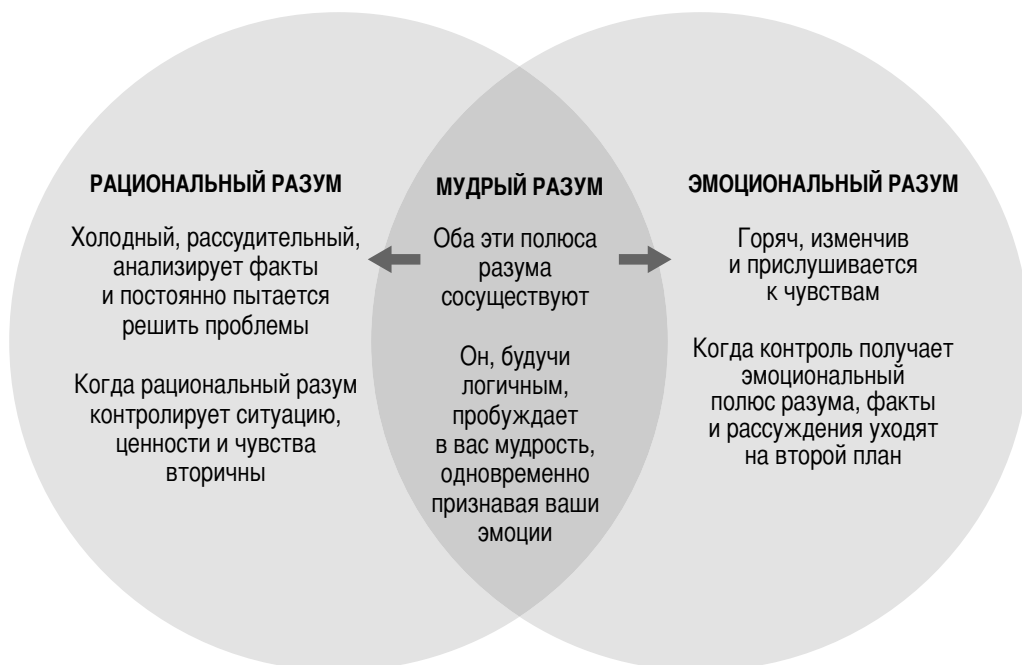 РАЦИОНАЛЬНЫЙ РАЗУМ
Холодный, рассудительный,
анализирует факты
и постоянно пытается
решить проблемы
Когда рациональный разум
контролирует ситуацию,
ценности и чувства
вторичны
МУДРЫЙ РАЗУМ
Оба эти полюса
разума
сосуществуют
Он, будучи
логичным,
пробуждает
в вас мудрость,
одновременно
признавая ваши
эмоции
ЭМОЦИОНАЛЬНЫЙ РАЗУМ
Горяч, изменчив
и прислушивается
к чувствам
Когда контроль получает
эмоциональный
полюс разума, факты
и рассуждения уходят
на второй план